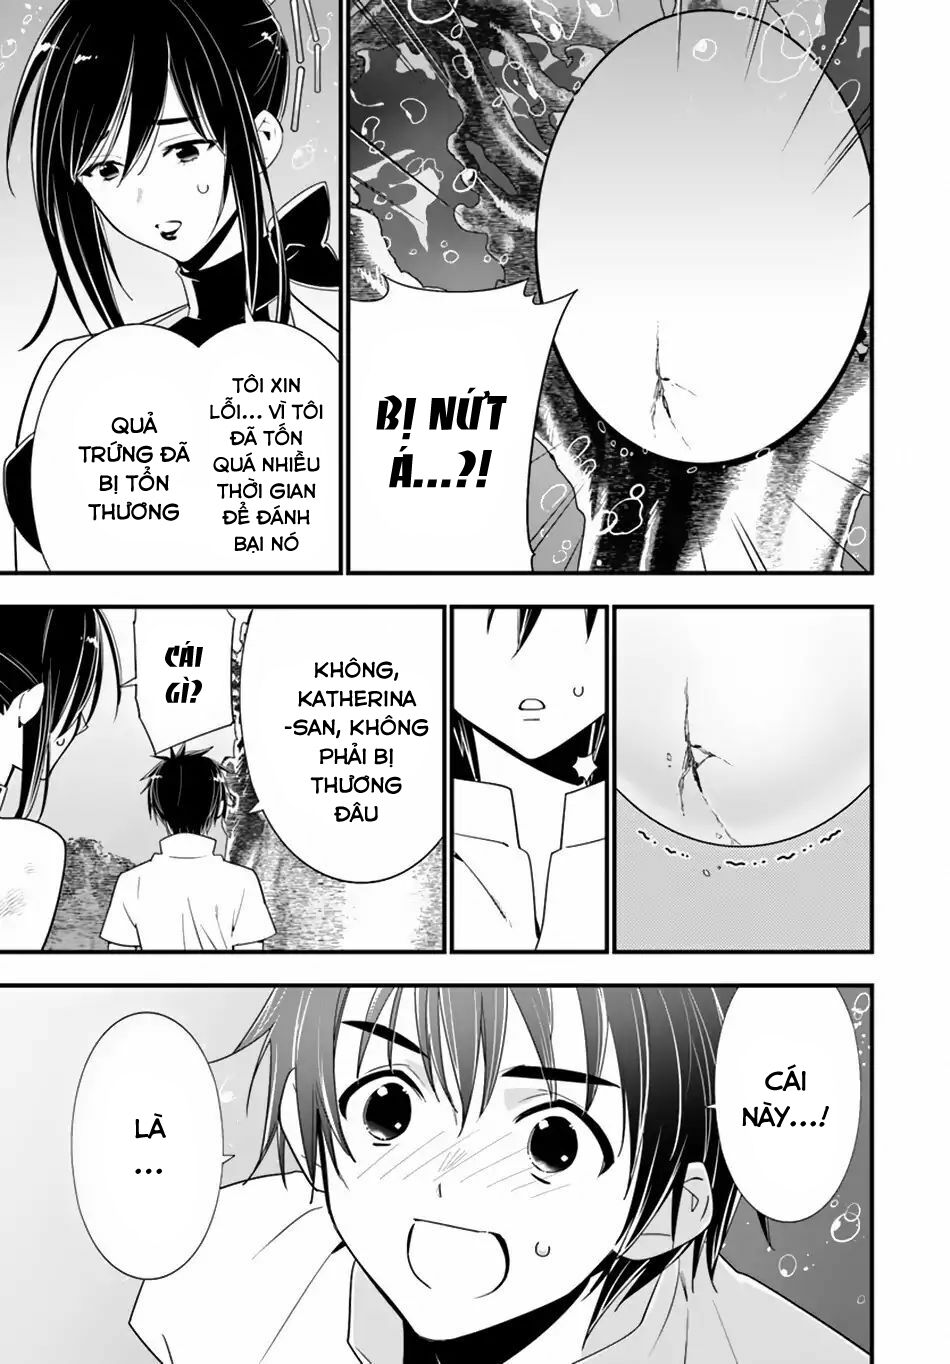 BỊ NỨT
Á...?!
TÔI XIN
LỖI... VÌ TÔI
ĐÃ TỐN
QUÁ NHIỀU
THỜI GIAN
ĐỂ ĐÁNH
BẠI NÓ
QUẢ
TRỨNG ĐÃ
BỊ TỔN
THƯƠNG
KHÔNG,
KATHERINA
-SAN, KHÔNG
PHẢI BỊ
THƯƠNG
ĐÂU
CÁI
GÌ?
CÁI
NÀY...!
LÀ
...